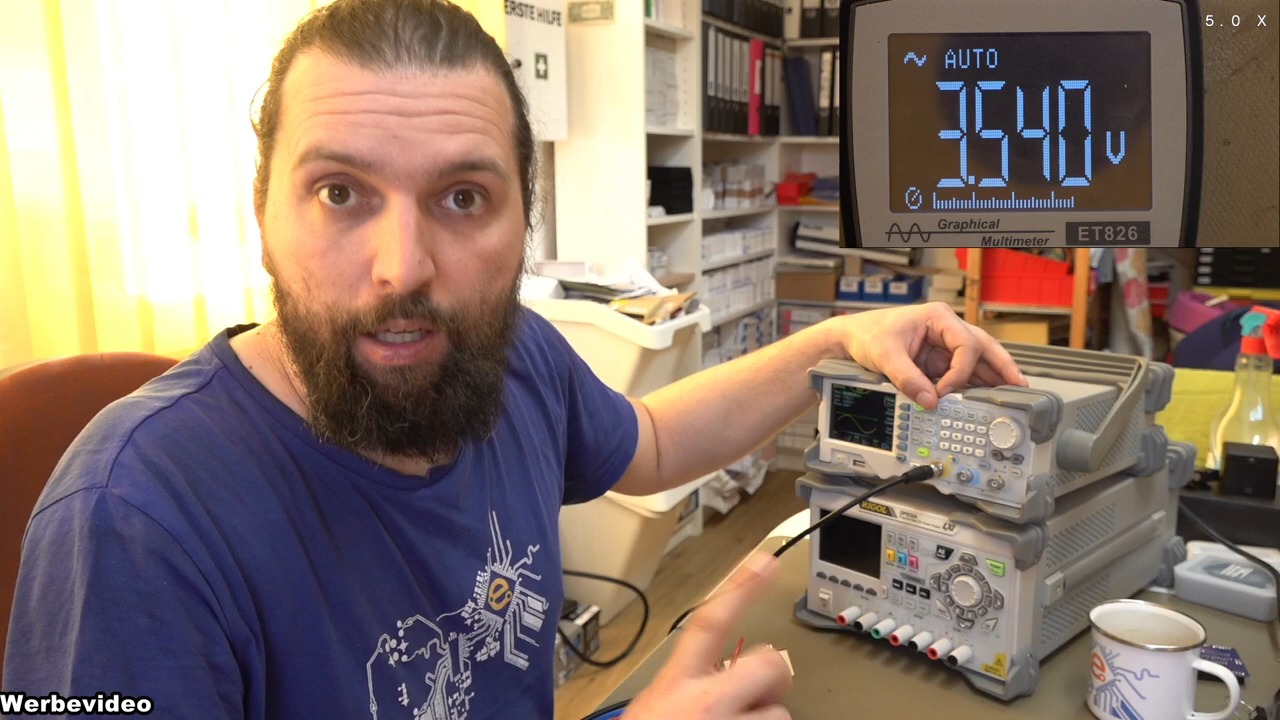 ERSTE HILFE
5.0 X
AUTO
3.540 V
Graphical
Multimeter
ET826
RIGOL
Werbevideo